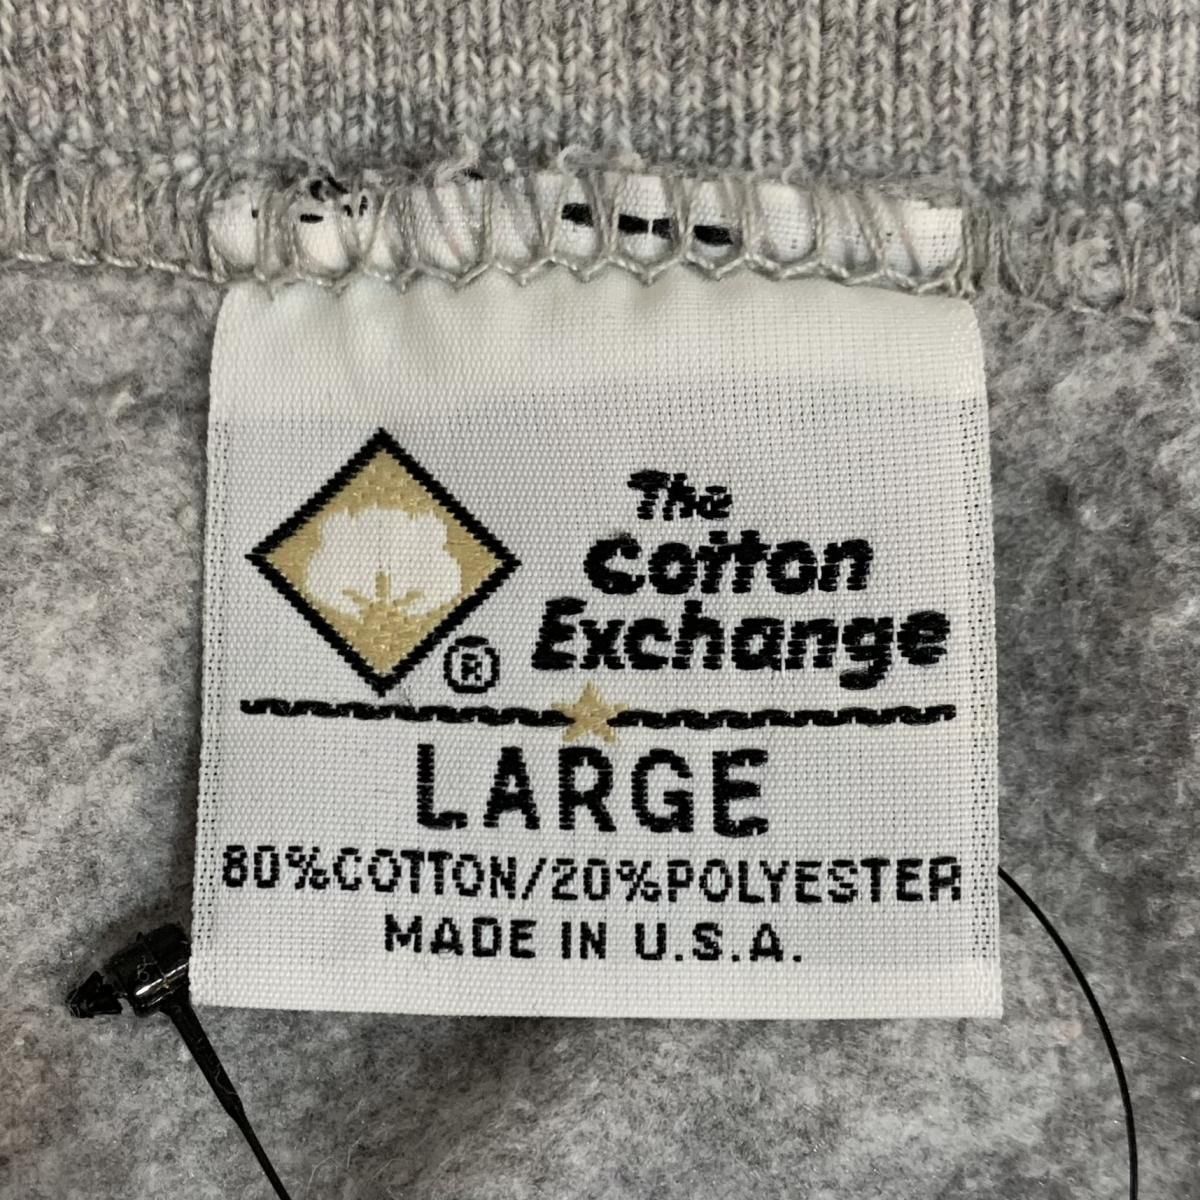 The
Cotton
Exchange
®
LARGE
80%COTTON/20%POLYESTER
MADE IN U.S.A.